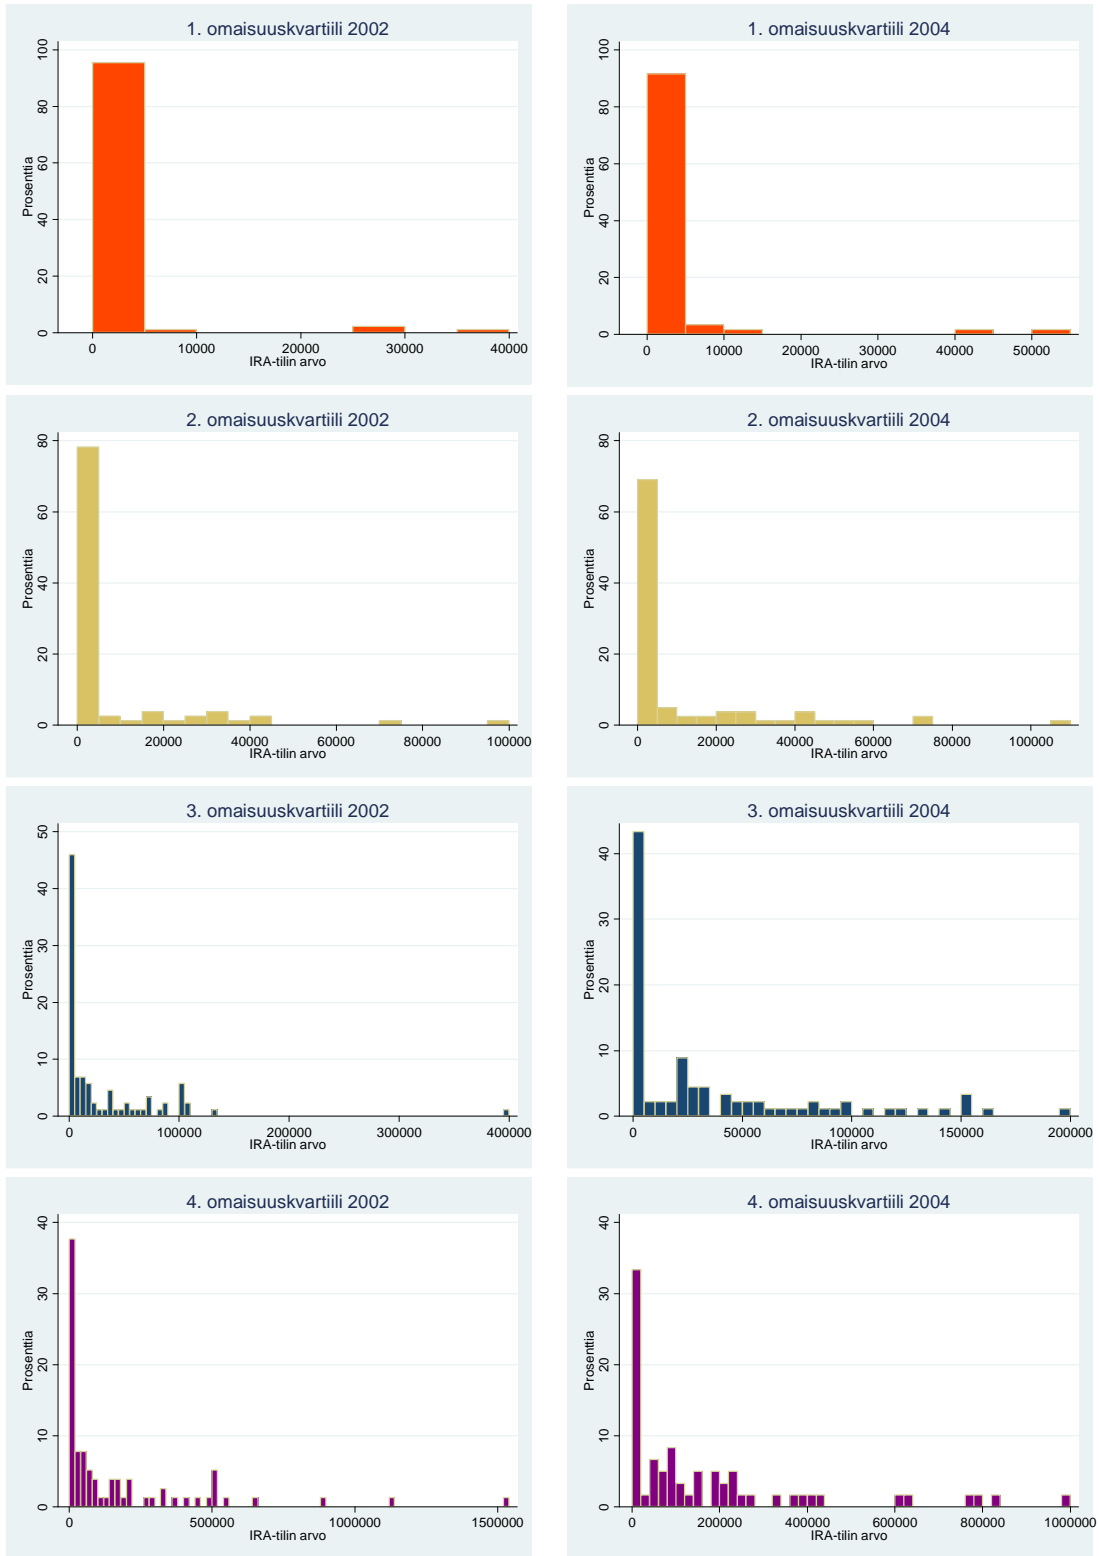 1. omaisuuskvartiili 2002
Prosenttia
0 20 40 60 80 100
0 10000 20000 30000 40000
IRA-tilin arvo
1. omaisuuskvartiili 2004
Prosenttia
0 20 40 60 80 100
0 10000 20000 30000 40000 50000
IRA-tilin arvo
2. omaisuuskvartiili 2002
Prosenttia
0 20 40 60 80
0 20000 40000 60000 80000 100000
IRA-tilin arvo
2. omaisuuskvartiili 2004
Prosenttia
0 20 40 60 80
0 20000 40000 60000 80000 100000
IRA-tilin arvo
3. omaisuuskvartiili 2002
Prosenttia
0 10 20 30 40 50
0 100000 200000 300000 400000
IRA-tilin arvo
3. omaisuuskvartiili 2004
Prosenttia
0 10 20 30 40
0 50000 100000 150000 200000
IRA-tilin arvo
4. omaisuuskvartiili 2002
Prosenttia
0 10 20 30 40
0 500000 1000000 1500000
IRA-tilin arvo
4. omaisuuskvartiili 2004
Prosenttia
0 10 20 30 40
0 200000 400000 600000 800000 1000000
IRA-tilin arvo